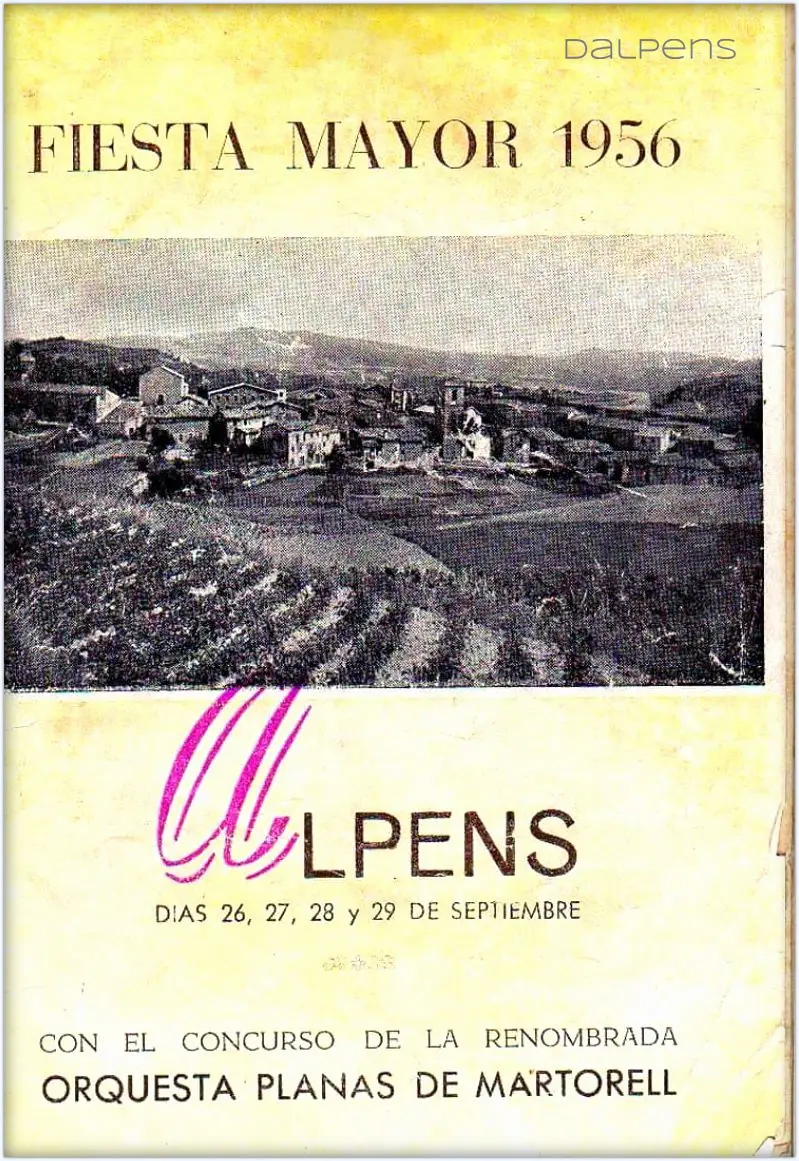 DALPENS
FIESTA MAYOR 1956
ALPENS
DIAS 26, 27, 28 y 29 DE SEPTIEMBRE
CON EL CONCURSO DE LA RENOMBRADA
ORQUESTA PLANAS DE MARTORELL